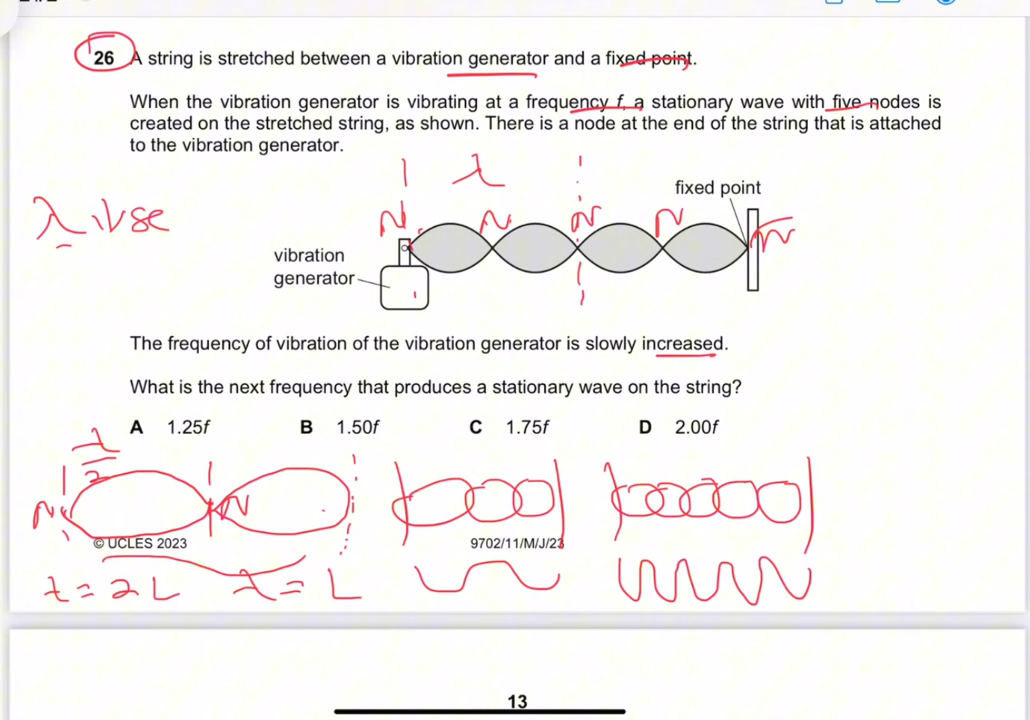 26 A string is stretched between a vibration generator and a fixed point.
When the vibration generator is vibrating at a frequency f, a stationary wave with five nodes is
created on the stretched string, as shown. There is a node at the end of the string that is attached
to the vibration generator.
λ
fixed point
N N N N N
vibration
generator
The frequency of vibration of the vibration generator is slowly increased.
What is the next frequency that produces a stationary wave on the string?
A 1.25f B 1.50f C 1.75f D 2.00f
λ/2
N N
© UCLES 2023 9702/11/M/J/23
= 2L λ = L
13